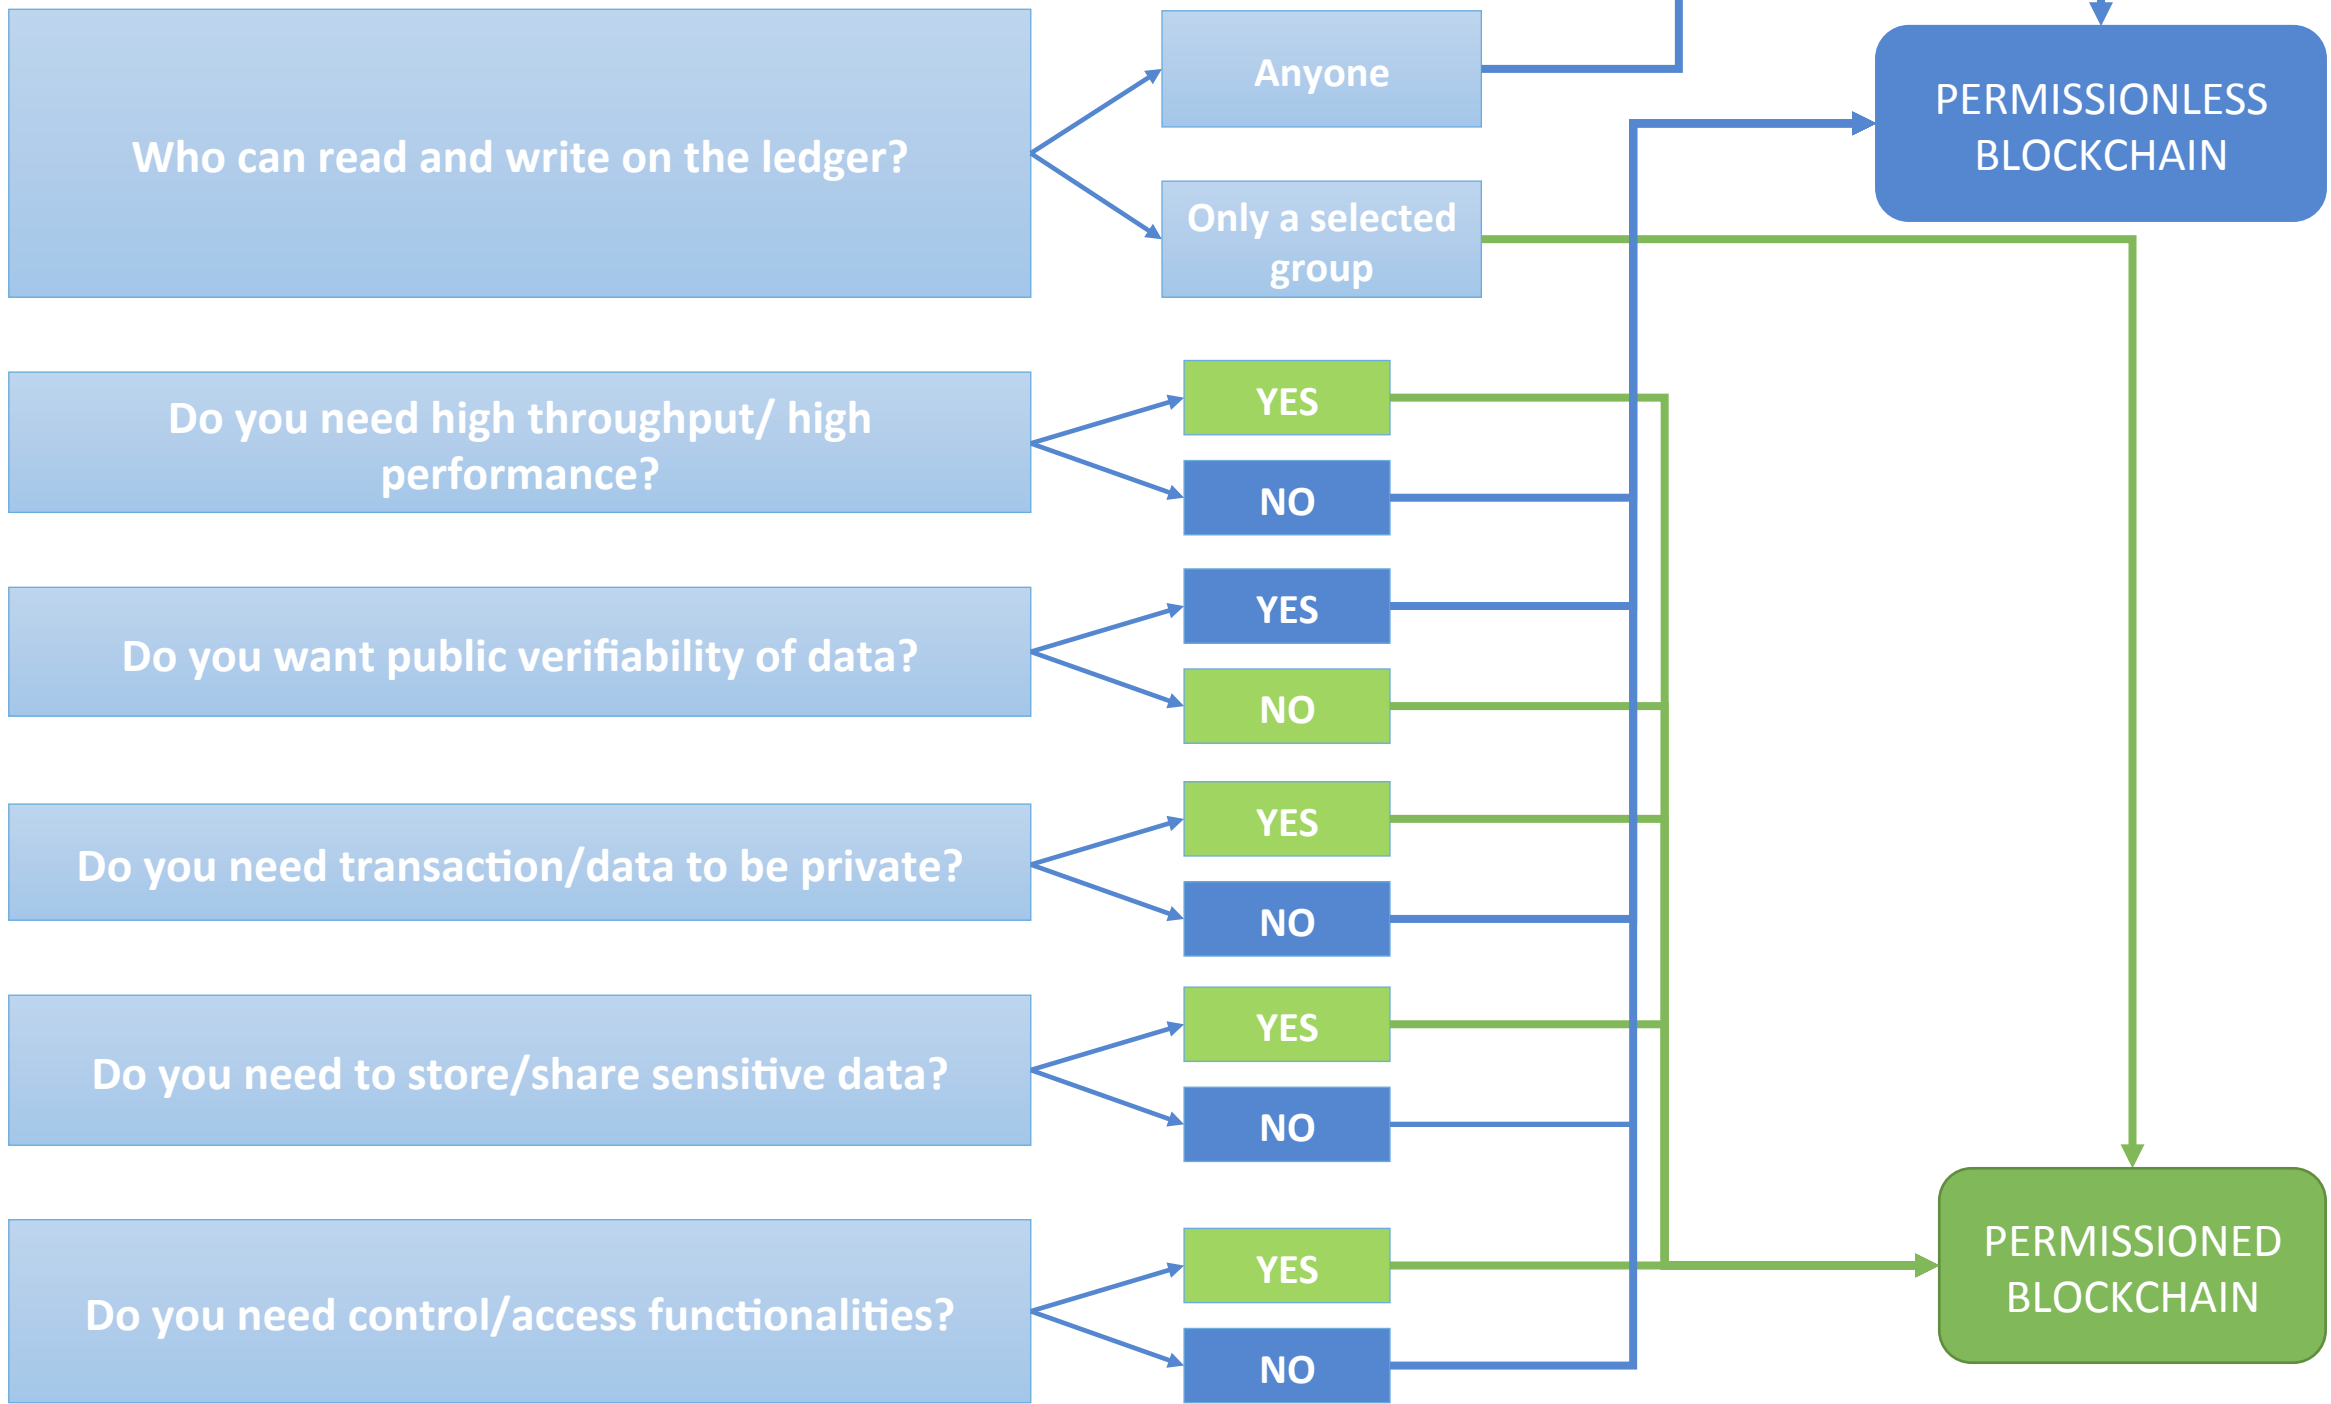 Who can read and write on the ledger?
Anyone
Only a selected
group
PERMISSIONLESS
BLOCKCHAIN
Do you need high throughput/ high
performance?
YES
NO
Do you want public verifiability of data?
YES
NO
Do you need transaction/data to be private?
YES
NO
Do you need to store/share sensitive data?
YES
NO
Do you need control/access functionalities?
YES
NO
PERMISSIONED
BLOCKCHAIN